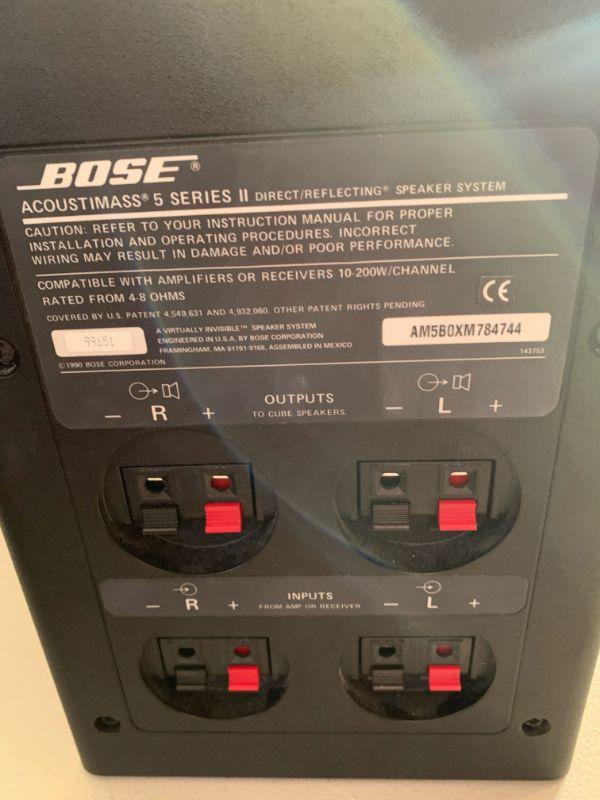 BOSE®
ACOUSTIMASS® 5 SERIES II DIRECT/REFLECTING® SPEAKER SYSTEM
CAUTION: REFER TO YOUR INSTRUCTION MANUAL FOR PROPER
INSTALLATION AND OPERATING PROCEDURES. INCORRECT
WIRING MAY RESULT IN DAMAGE AND/OR POOR PERFORMANCE.
COMPATIBLE WITH AMPLIFIERS OR RECEIVERS 10-200W/CHANNEL
RATED FROM 4-8 OHMS
CE
COVERED BY U.S. PATENT 4,549,631 AND 4,932,060. OTHER PATENT RIGHTS PENDING
99651
A VIRTUALLY INVISIBLE™ SPEAKER SYSTEM
ENGINEERED IN U.S.A. BY BOSE CORPORATION
FRAMINGHAM, MA 01701-9168, ASSEMBLED IN MEXICO
AM5B0XM784744
©1990 BOSE CORPORATION
143753
− R + OUTPUTS − L +
TO CUBE SPEAKERS
− R + INPUTS − L +
FROM AMP OR RECEIVER